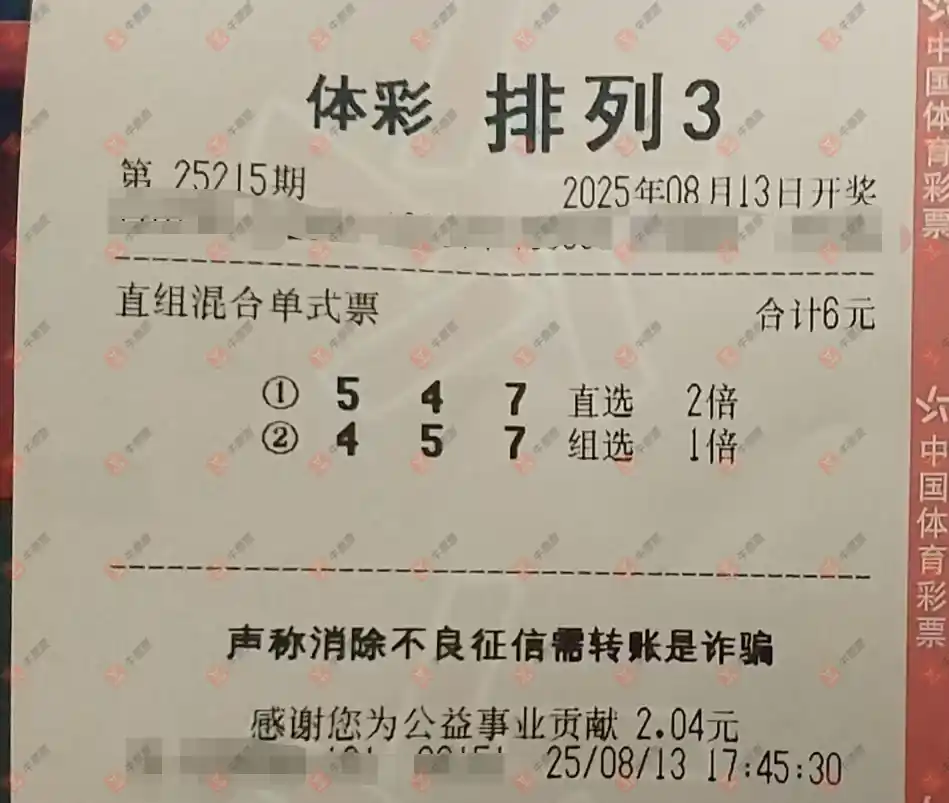 体彩 排列3
第 25215期 2025年08月13日开奖
直组混合单式票 合计6元
① 5 4 7 直选 2倍
② 4 5 7 组选 1倍
声称消除不良征信需转账是诈骗
感谢您为公益事业贡献 2.04元
25/08/13 17:45:30
中国体育彩票
中国体育彩票